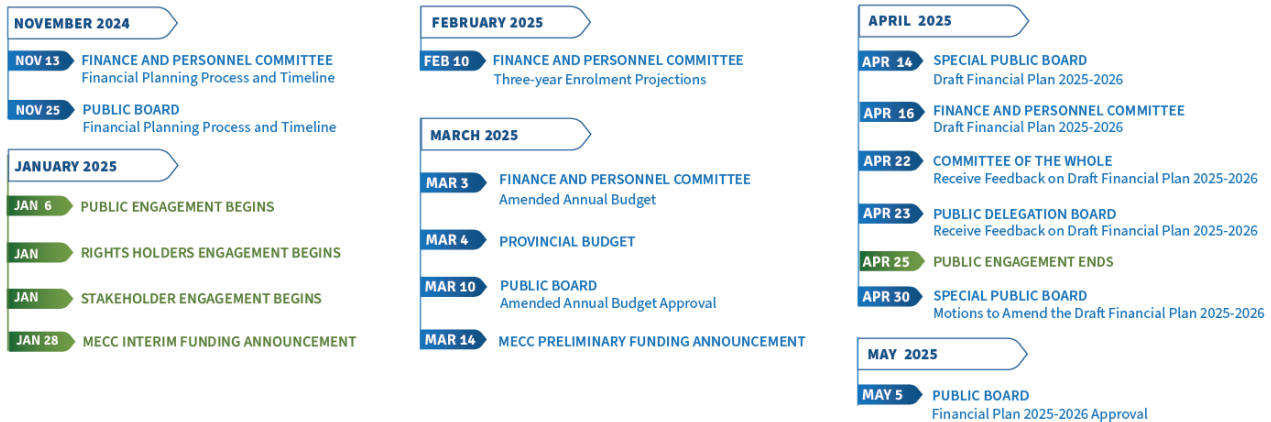 NOVEMBER 2024
NOV 13 FINANCE AND PERSONNEL COMMITTEE
Financial Planning Process and Timeline
NOV 25 PUBLIC BOARD
Financial Planning Process and Timeline
JANUARY 2025
JAN 6 PUBLIC ENGAGEMENT BEGINS
JAN RIGHTS HOLDERS ENGAGEMENT BEGINS
JAN STAKEHOLDER ENGAGEMENT BEGINS
JAN 28 MECC INTERIM FUNDING ANNOUNCEMENT
FEBRUARY 2025
FEB 10 FINANCE AND PERSONNEL COMMITTEE
Three-year Enrolment Projections
MARCH 2025
MAR 3 FINANCE AND PERSONNEL COMMITTEE
Amended Annual Budget
MAR 4 PROVINCIAL BUDGET
MAR 10 PUBLIC BOARD
Amended Annual Budget Approval
MAR 14 MECC PRELIMINARY FUNDING ANNOUNCEMENT
APRIL 2025
APR 14 SPECIAL PUBLIC BOARD
Draft Financial Plan 2025-2026
APR 16 FINANCE AND PERSONNEL COMMITTEE
Draft Financial Plan 2025-2026
APR 22 COMMITTEE OF THE WHOLE
Receive Feedback on Draft Financial Plan 2025-2026
APR 23 PUBLIC DELEGATION BOARD
Receive Feedback on Draft Financial Plan 2025-2026
APR 25 PUBLIC ENGAGEMENT ENDS
APR 30 SPECIAL PUBLIC BOARD
Motions to Amend the Draft Financial Plan 2025-2026
MAY 2025
MAY 5 PUBLIC BOARD
Financial Plan 2025-2026 Approval